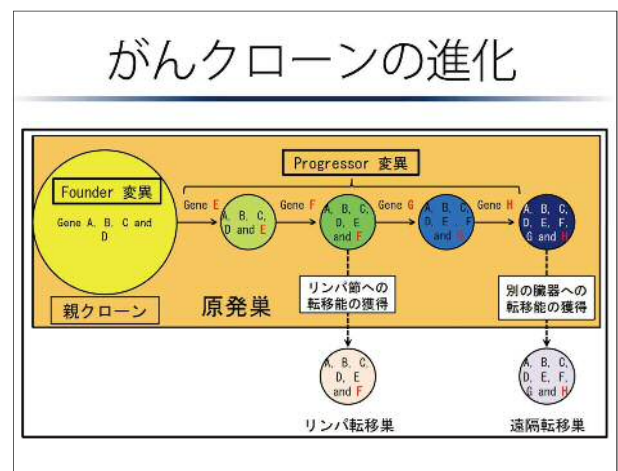 がんクローンの進化
Progressor 変異
Founder 変異
Gene A, B, C and
D
Gene E
A, B, C,
D and E
Gene F
A, B, C,
D, E
and F
Gene G
A, B, C,
D, E, F
and G
Gene H
A, B, C,
D, E, F,
G and H
親クローン
原発巣
リンパ節への
転移能の獲得
別の臓器への
転移能の獲得
A, B, C,
D, E
and F
A, B, C,
D, E, F,
G and H
リンパ転移巣
遠隔転移巣